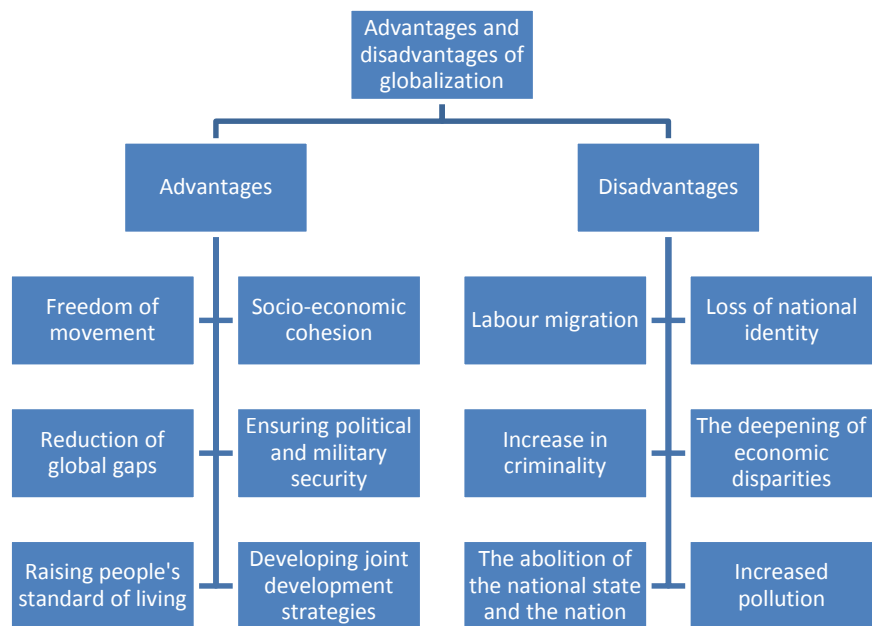 Advantages and
disadvantages of
globalization
Advantages
Disadvantages
Freedom of
movement
Socio-economic
cohesion
Labour migration
Loss of national
identity
Reduction of
global gaps
Ensuring political
and military
security
Increase in
criminality
The deepening of
economic
disparities
Raising people's
standard of living
Developing joint
development
strategies
The abolition of
the national state
and the nation
Increased
pollution